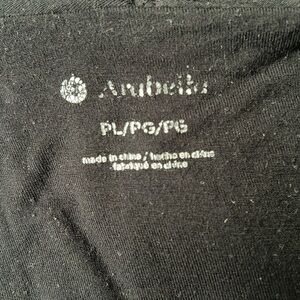 Arabella
PL/PG/PG
made in china / hecho en china
fabriqué en chine